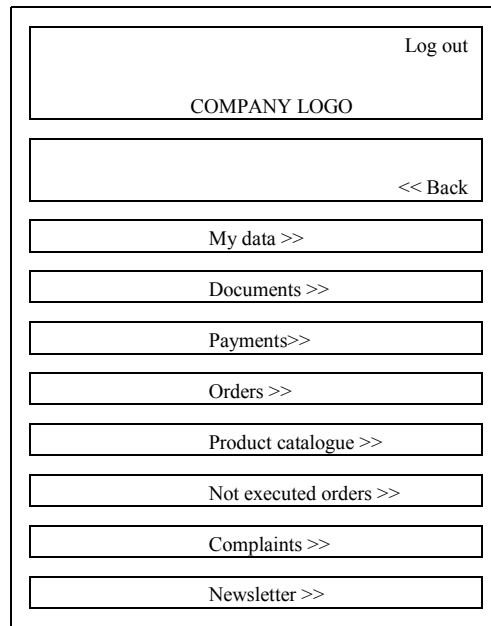 Log out
COMPANY LOGO
<< Back
My data >>
Documents >>
Payments>>
Orders >>
Product catalogue >>
Not executed orders >>
Complaints >>
Newsletter >>